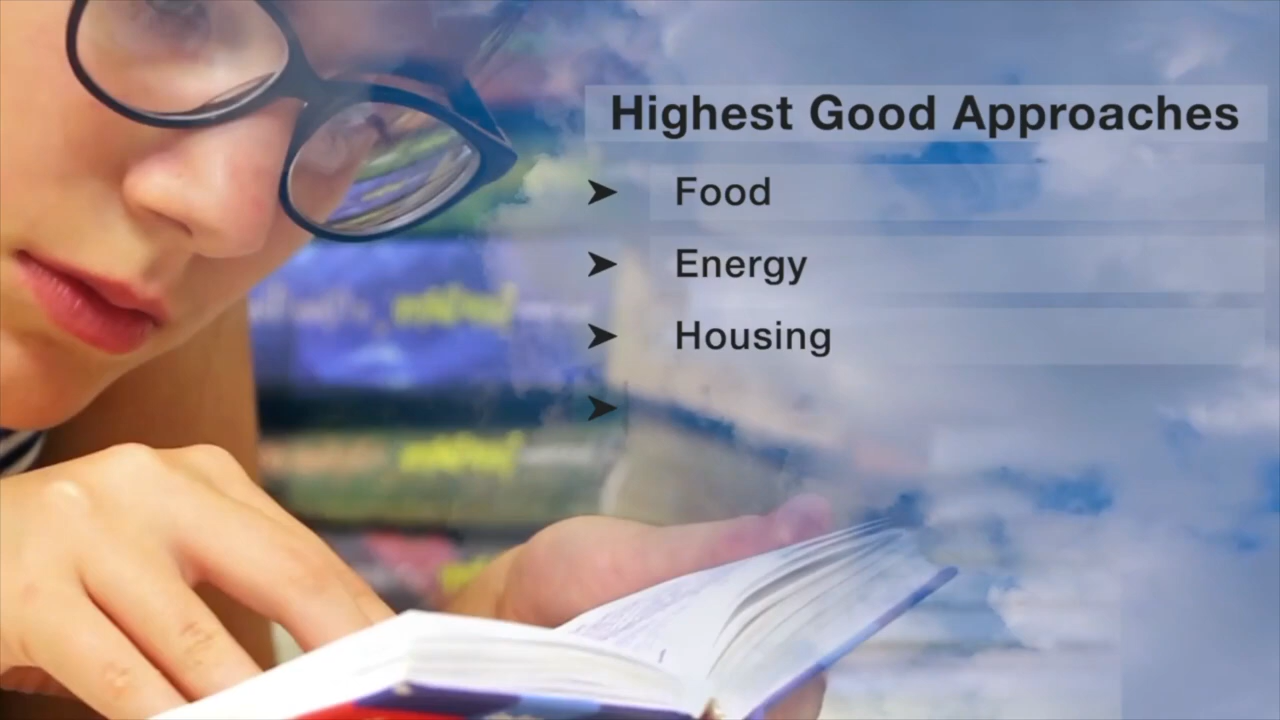 Highest Good Approaches
➤ Food
➤ Energy
➤ Housing
➤